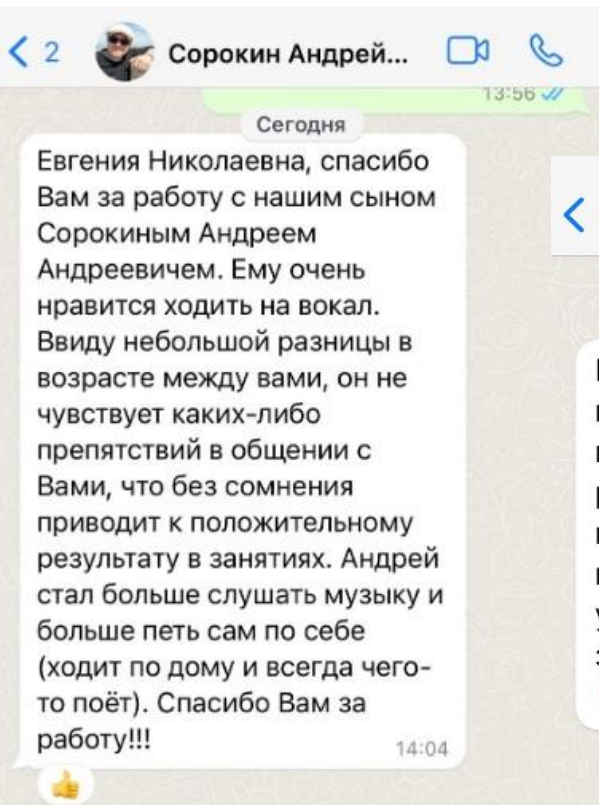 2
Сорокин Андрей...
13:56
Сегодня
Евгения Николаевна, спасибо
Вам за работу с нашим сыном
Сорокиным Андреем
Андреевичем. Ему очень
нравится ходить на вокал.
Ввиду небольшой разницы в
возрасте между вами, он не
чувствует каких-либо
препятствий в общении с
Вами, что без сомнения
приводит к положительному
результату в занятиях. Андрей
стал больше слушать музыку и
больше петь сам по себе
(ходит по дому и всегда чего-
то поёт). Спасибо Вам за
работу!!!
14:04